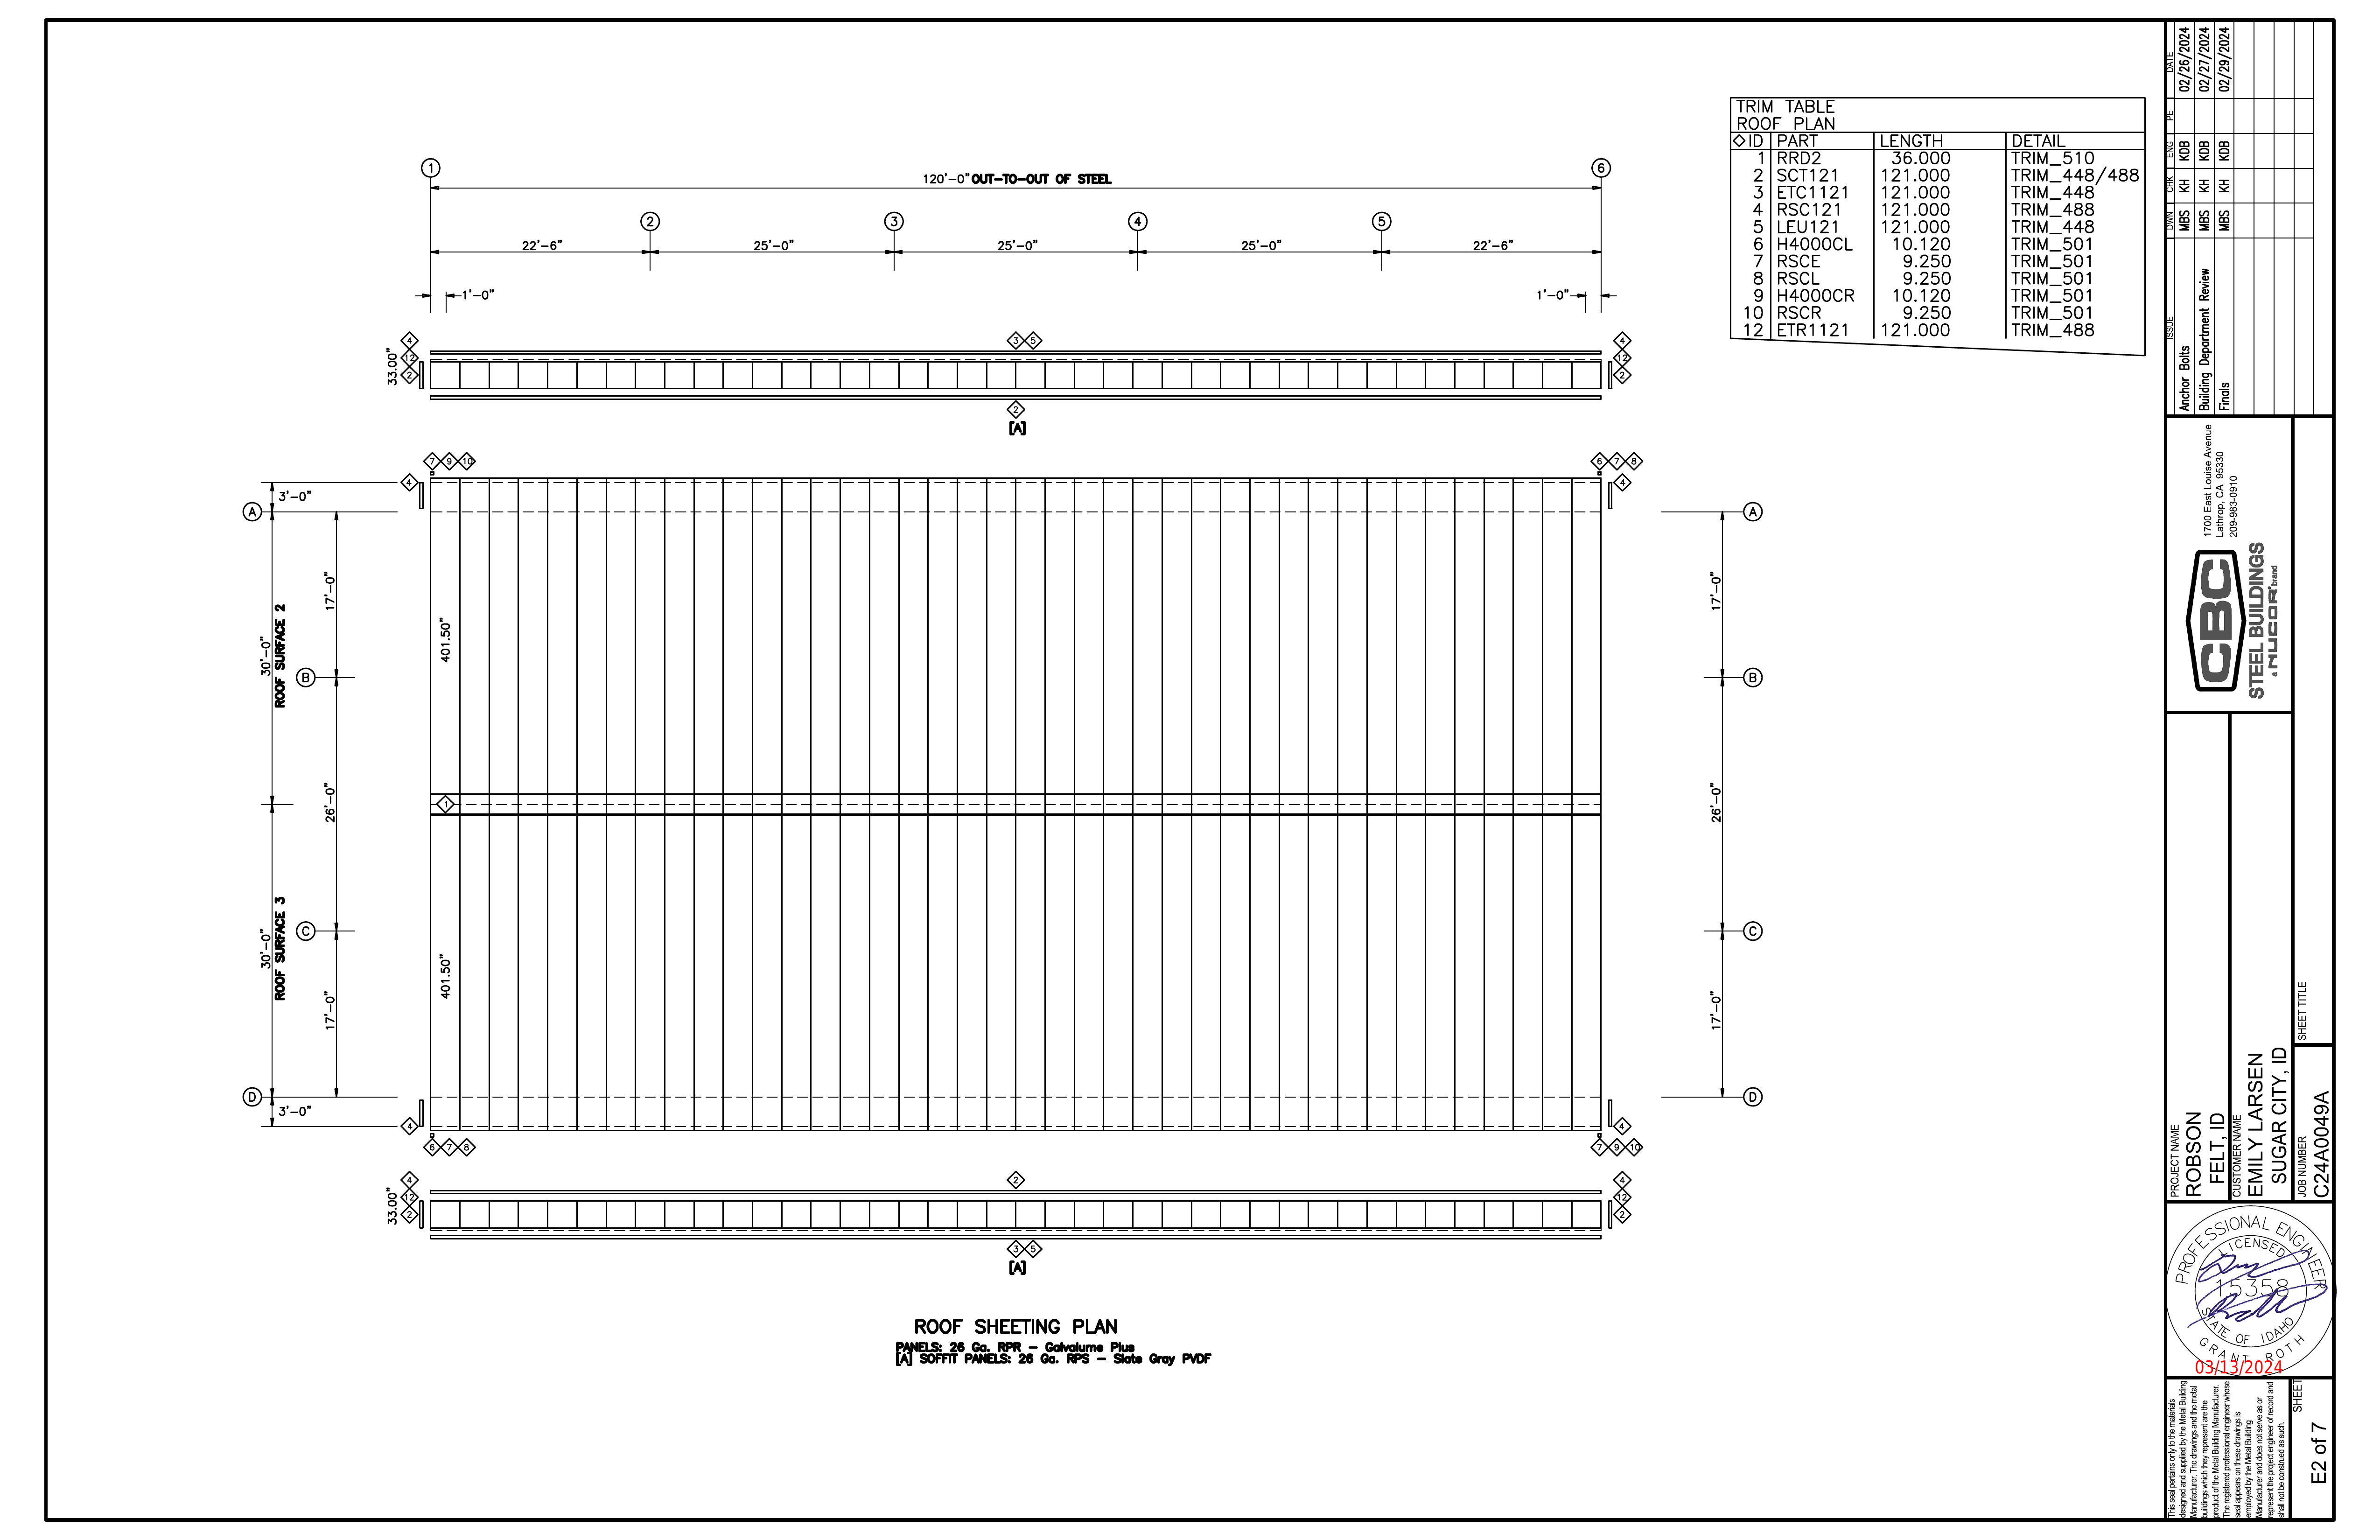 TRIM TABLE
ROOF PLAN
◇ID PART LENGTH DETAIL
1 RRD2 36.000 TRIM_510
2 SCT121 121.000 TRIM_448/488
3 ETC1121 121.000 TRIM_448
4 RSC121 121.000 TRIM_488
5 LEU121 121.000 TRIM_448
6 H4000CL 10.120 TRIM_501
7 RSCE 9.250 TRIM_501
8 RSCL 9.250 TRIM_501
9 H4000CR 10.120 TRIM_501
10 RSCR 9.250 TRIM_501
12 ETR1121 121.000 TRIM_488
1 6
120'-0" OUT-TO-OUT OF STEEL
2 3 4 5
22'-6" 25'-0" 25'-0" 25'-0" 22'-6"
1'-0" 1'-0"
4 3 5 4
33.00" 12 12
2 2
2
[A]
7 9 10 6 7 8
4 4
3'-0"
A A
17'-0" 17'-0"
30'-0"
ROOF SURFACE 2
401.50"
B B
26'-0" 26'-0"
1
C C
30'-0"
ROOF SURFACE 3
401.50"
17'-0" 17'-0"
D D
3'-0"
4 4
6 7 8 7 9 10
4 2 4
33.00" 12 12
2 2
3 5
[A]
ROOF SHEETING PLAN
PANELS: 26 Ga. RPR - Galvalume Plus
[A] SOFFIT PANELS: 26 Ga. RPS - Slate Gray PVDF
ISSUE DWN CHK ENG PE DATE
Anchor Bolts MBS KH KDB 02/26/2024
Building Department Review MBS KH KDB 02/27/2024
Finals MBS KH KDB 02/29/2024
1700 East Louise Avenue
Lathrop, CA 95330
209-983-0910
CBC
STEEL BUILDINGS
a NUCOR® brand
PROJECT NAME
ROBSON
FELT, ID
CUSTOMER NAME
EMILY LARSEN
SUGAR CITY, ID
JOB NUMBER
C24A0049A
SHEET TITLE
PROFESSIONAL ENGINEER
LICENSED
15358
STATE OF IDAHO
GRANT ROTH
03/13/2024
This seal pertains only to the materials
designed and supplied by the Metal Building
Manufacturer. The drawings and the metal
buildings which they represent are the
product of the Metal Building Manufacturer.
The registered professional engineer whose
seal appears on these drawings is
employed by the Metal Building
Manufacturer and does not serve as or
represent the project engineer of record and
shall not be construed as such.
SHEET
E2 of 7